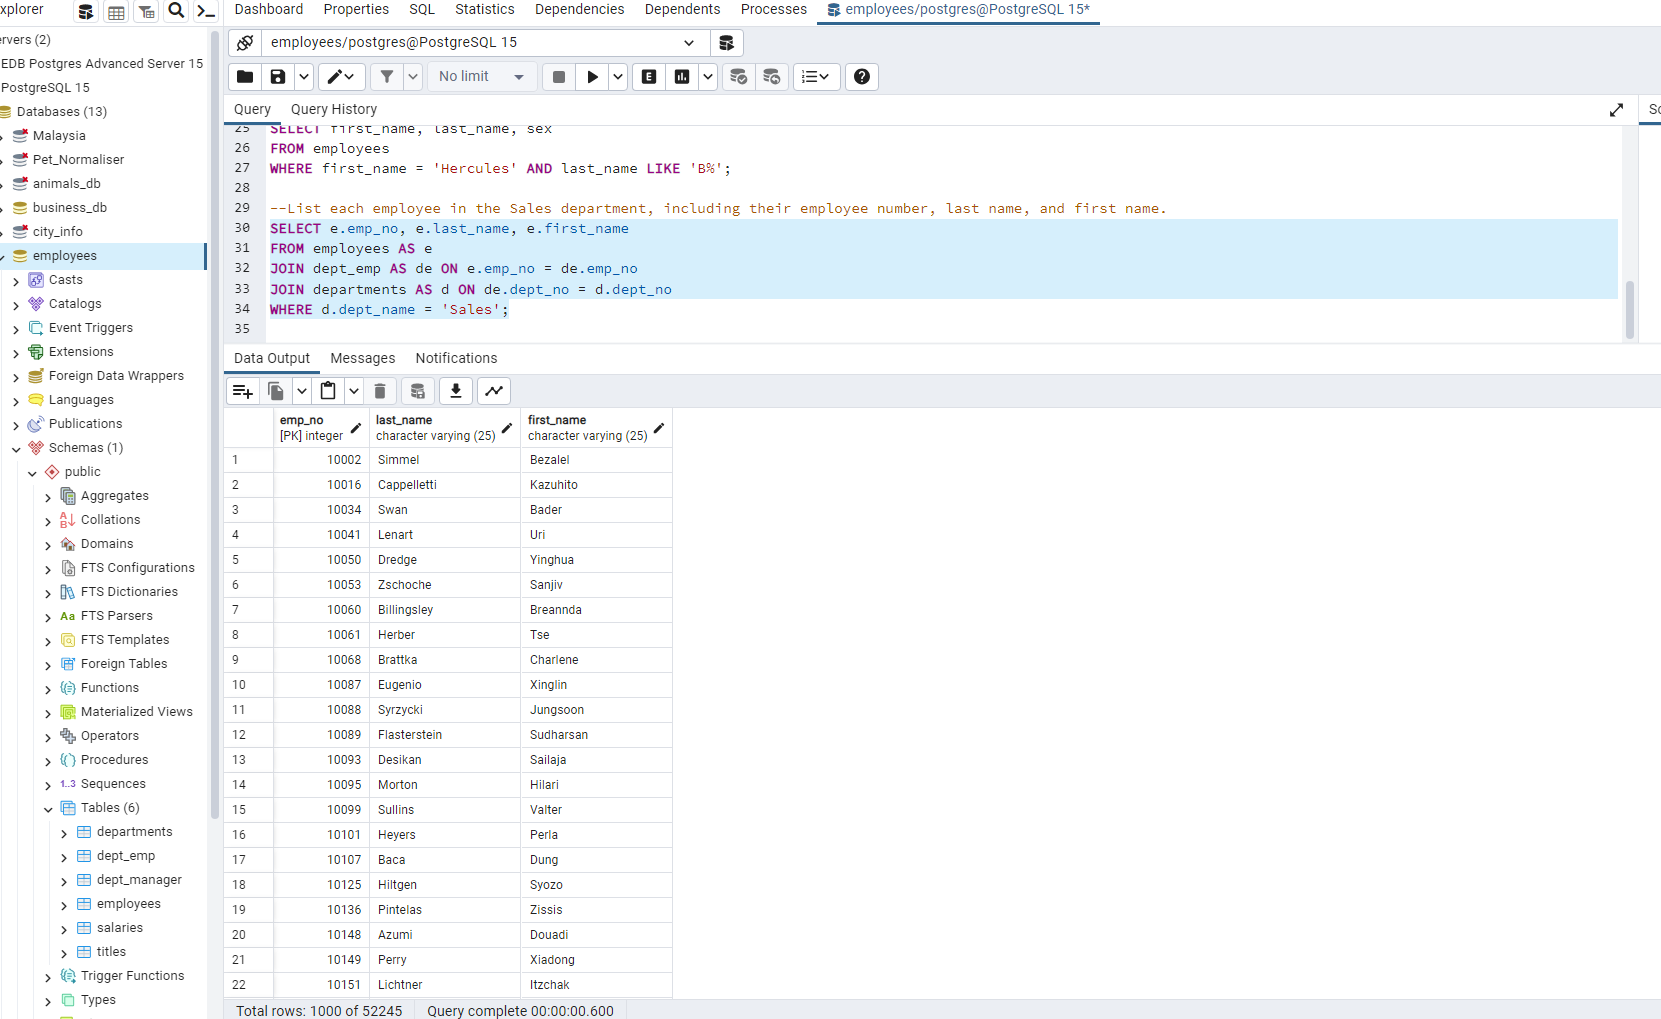 xplorer
Dashboard Properties SQL Statistics Dependencies Dependents Processes employees/postgres@PostgreSQL 15*
ervers (2)
EDB Postgres Advanced Server 15
PostgreSQL 15
Databases (13)
Malaysia
Pet_Normaliser
animals_db
business_db
city_info
employees
Casts
Catalogs
Event Triggers
Extensions
Foreign Data Wrappers
Languages
Publications
Schemas (1)
public
Aggregates
Collations
Domains
FTS Configurations
FTS Dictionaries
Aa FTS Parsers
FTS Templates
Foreign Tables
Functions
Materialized Views
Operators
Procedures
1..3 Sequences
Tables (6)
departments
dept_emp
dept_manager
employees
salaries
titles
Trigger Functions
Types
employees/postgres@PostgreSQL 15
No limit
E
Query Query History
Sc
25 SELECT first_name, last_name, sex
26 FROM employees
27 WHERE first_name = 'Hercules' AND last_name LIKE 'B%';
28
29 --List each employee in the Sales department, including their employee number, last name, and first name.
30 SELECT e.emp_no, e.last_name, e.first_name
31 FROM employees AS e
32 JOIN dept_emp AS de ON e.emp_no = de.emp_no
33 JOIN departments AS d ON de.dept_no = d.dept_no
34 WHERE d.dept_name = 'Sales';
35
Data Output Messages Notifications
emp_no last_name first_name
[PK] integer character varying (25) character varying (25)
1 10002 Simmel Bezalel
2 10016 Cappelletti Kazuhito
3 10034 Swan Bader
4 10041 Lenart Uri
5 10050 Dredge Yinghua
6 10053 Zschoche Sanjiv
7 10060 Billingsley Breannda
8 10061 Herber Tse
9 10068 Brattka Charlene
10 10087 Eugenio Xinglin
11 10088 Syrzycki Jungsoon
12 10089 Flasterstein Sudharsan
13 10093 Desikan Sailaja
14 10095 Morton Hilari
15 10099 Sullins Valter
16 10101 Heyers Perla
17 10107 Baca Dung
18 10125 Hiltgen Syozo
19 10136 Pintelas Zissis
20 10148 Azumi Douadi
21 10149 Perry Xiadong
22 10151 Lichtner Itzchak
Total rows: 1000 of 52245 Query complete 00:00:00.600